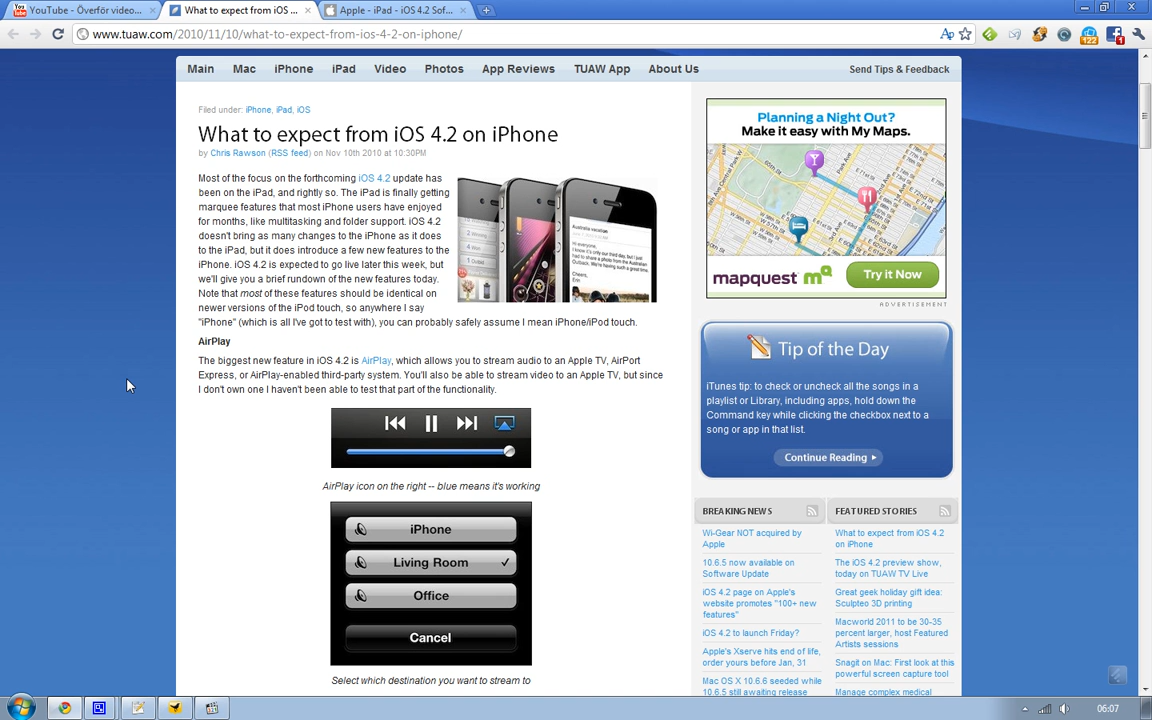 YouTube - Överför video...
What to expect from iOS ...
Apple - iPad - iOS 4.2 Sof...
www.tuaw.com/2010/11/10/what-to-expect-from-ios-4-2-on-iphone/
122
1
Main Mac iPhone iPad Video Photos App Reviews TUAW App About Us
Send Tips & Feedback
Filed under: iPhone, iPad, iOS
What to expect from iOS 4.2 on iPhone
by Chris Rawson (RSS feed) on Nov 10th 2010 at 10:30PM
Most of the focus on the forthcoming iOS 4.2 update has
been on the iPad, and rightly so. The iPad is finally getting
marquee features that most iPhone users have enjoyed
for months, like multitasking and folder support. iOS 4.2
doesn't bring as many changes to the iPhone as it does
to the iPad, but it does introduce a few new features to the
iPhone. iOS 4.2 is expected to go live later this week, but
we'll give you a brief rundown of the new features today.
Note that most of these features should be identical on
newer versions of the iPod touch, so anywhere I say
"iPhone" (which is all I've got to test with), you can probably safely assume I mean iPhone/iPod touch.
AirPlay
The biggest new feature in iOS 4.2 is AirPlay, which allows you to stream audio to an Apple TV, AirPort
Express, or AirPlay-enabled third-party system. You'll also be able to stream video to an Apple TV, but since
I don't own one I haven't been able to test that part of the functionality.
AirPlay icon on the right -- blue means it's working
iPhone
Living Room
Office
Cancel
Select which destination you want to stream to
Planning a Night Out?
Make it easy with My Maps.
mapquest m
Try it Now
ADVERTISEMENT
Tip of the Day
iTunes tip: to check or uncheck all the songs in a
playlist or Library, including apps, hold down the
Command key while clicking the checkbox next to a
song or app in that list.
Continue Reading
BREAKING NEWS
Wi-Gear NOT acquired by
Apple
10.6.5 now available on
Software Update
iOS 4.2 page on Apple's
website promotes "100+ new
features"
iOS 4.2 to launch Friday?
Apple's Xserve hits end of life,
order yours before Jan, 31
Mac OS X 10.6.6 seeded while
10.6.5 still awaiting release
FEATURED STORIES
What to expect from iOS 4.2
on iPhone
The iOS 4.2 preview show,
today on TUAW TV Live
Great geek holiday gift idea:
Sculpteo 3D printing
Macworld 2011 to be 30-35
percent larger, host Featured
Artists sessions
Snagit on Mac: First look at this
powerful screen capture tool
Manage complex medical
06:07